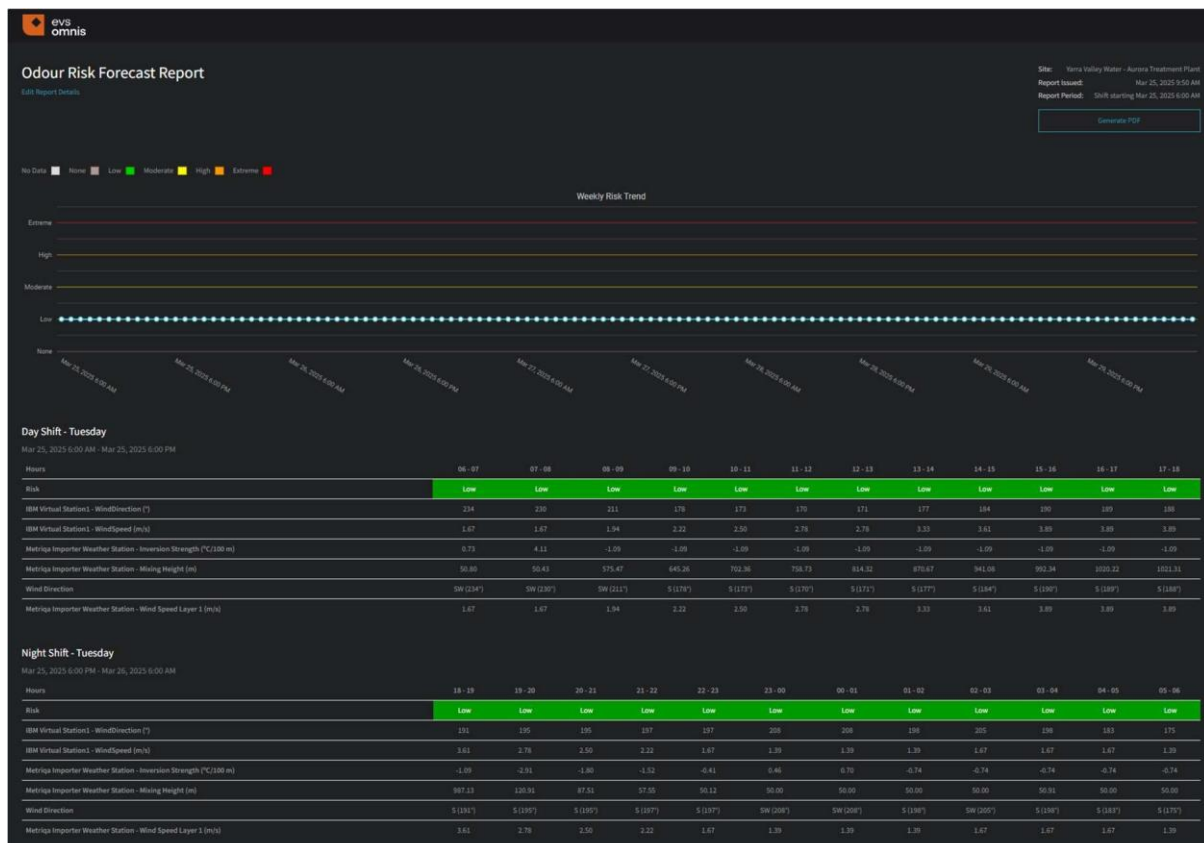 evs
omnis
Odour Risk Forecast Report
Edit Report Details
Site: Yarra Valley Water - Aurora Treatment Plant
Report Issued: Mar 25, 2025 9:50 AM
Report Period: Shift starting Mar 25, 2025 6:00 AM
Generate PDF
No Data None Low Moderate High Extreme
Weekly Risk Trend
Extreme
High
Moderate
Low
None
Mar 25, 2025 6:00 AM Mar 25, 2025 6:00 PM Mar 26, 2025 6:00 AM Mar 26, 2025 6:00 PM Mar 27, 2025 6:00 AM Mar 27, 2025 6:00 PM Mar 28, 2025 6:00 AM Mar 28, 2025 6:00 PM Mar 29, 2025 6:00 AM Mar 29, 2025 6:00 PM
Day Shift - Tuesday
Mar 25, 2025 6:00 AM - Mar 25, 2025 6:00 PM
Hours 06 - 07 07 - 08 08 - 09 09 - 10 10 - 11 11 - 12 12 - 13 13 - 14 14 - 15 15 - 16 16 - 17 17 - 18
Risk Low Low Low Low Low Low Low Low Low Low Low Low
IBM Virtual Station1 - WindDirection (°) 234 230 211 178 173 170 171 177 184 190 189 188
IBM Virtual Station1 - WindSpeed (m/s) 1.67 1.67 1.94 2.22 2.50 2.78 2.78 3.33 3.61 3.89 3.89 3.89
Metriqa Importer Weather Station - Inversion Strength (°C/100 m) 0.73 4.11 -1.09 -1.09 -1.09 -1.09 -1.09 -1.09 -1.09 -1.09 -1.09 -1.09
Metriqa Importer Weather Station - Mixing Height (m) 50.80 50.43 575.47 645.26 702.36 758.73 814.32 870.67 941.08 992.34 1020.22 1021.31
Wind Direction SW (234°) SW (230°) SW (211°) S (178°) S (173°) S (170°) S (171°) S (177°) S (184°) S (190°) S (189°) S (188°)
Metriqa Importer Weather Station - Wind Speed Layer 1 (m/s) 1.67 1.67 1.94 2.22 2.50 2.78 2.78 3.33 3.61 3.89 3.89 3.89
Night Shift - Tuesday
Mar 25, 2025 6:00 PM - Mar 26, 2025 6:00 AM
Hours 18 - 19 19 - 20 20 - 21 21 - 22 22 - 23 23 - 00 00 - 01 01 - 02 02 - 03 03 - 04 04 - 05 05 - 06
Risk Low Low Low Low Low Low Low Low Low Low Low Low
IBM Virtual Station1 - WindDirection (°) 191 195 195 197 197 208 208 198 205 198 183 175
IBM Virtual Station1 - WindSpeed (m/s) 3.61 2.78 2.50 2.22 1.67 1.39 1.39 1.39 1.67 1.67 1.67 1.39
Metriqa Importer Weather Station - Inversion Strength (°C/100 m) -1.09 -2.91 -1.80 -1.52 -0.41 0.46 0.70 -0.74 -0.74 -0.74 -0.74 -0.74
Metriqa Importer Weather Station - Mixing Height (m) 987.13 120.91 87.51 57.55 50.12 50.00 50.00 50.00 50.00 50.91 50.00 50.00
Wind Direction S (191°) S (195°) S (195°) S (197°) S (197°) SW (208°) SW (208°) S (198°) SW (205°) S (198°) S (183°) S (175°)
Metriqa Importer Weather Station - Wind Speed Layer 1 (m/s) 3.61 2.78 2.50 2.22 1.67 1.39 1.39 1.39 1.67 1.67 1.67 1.39